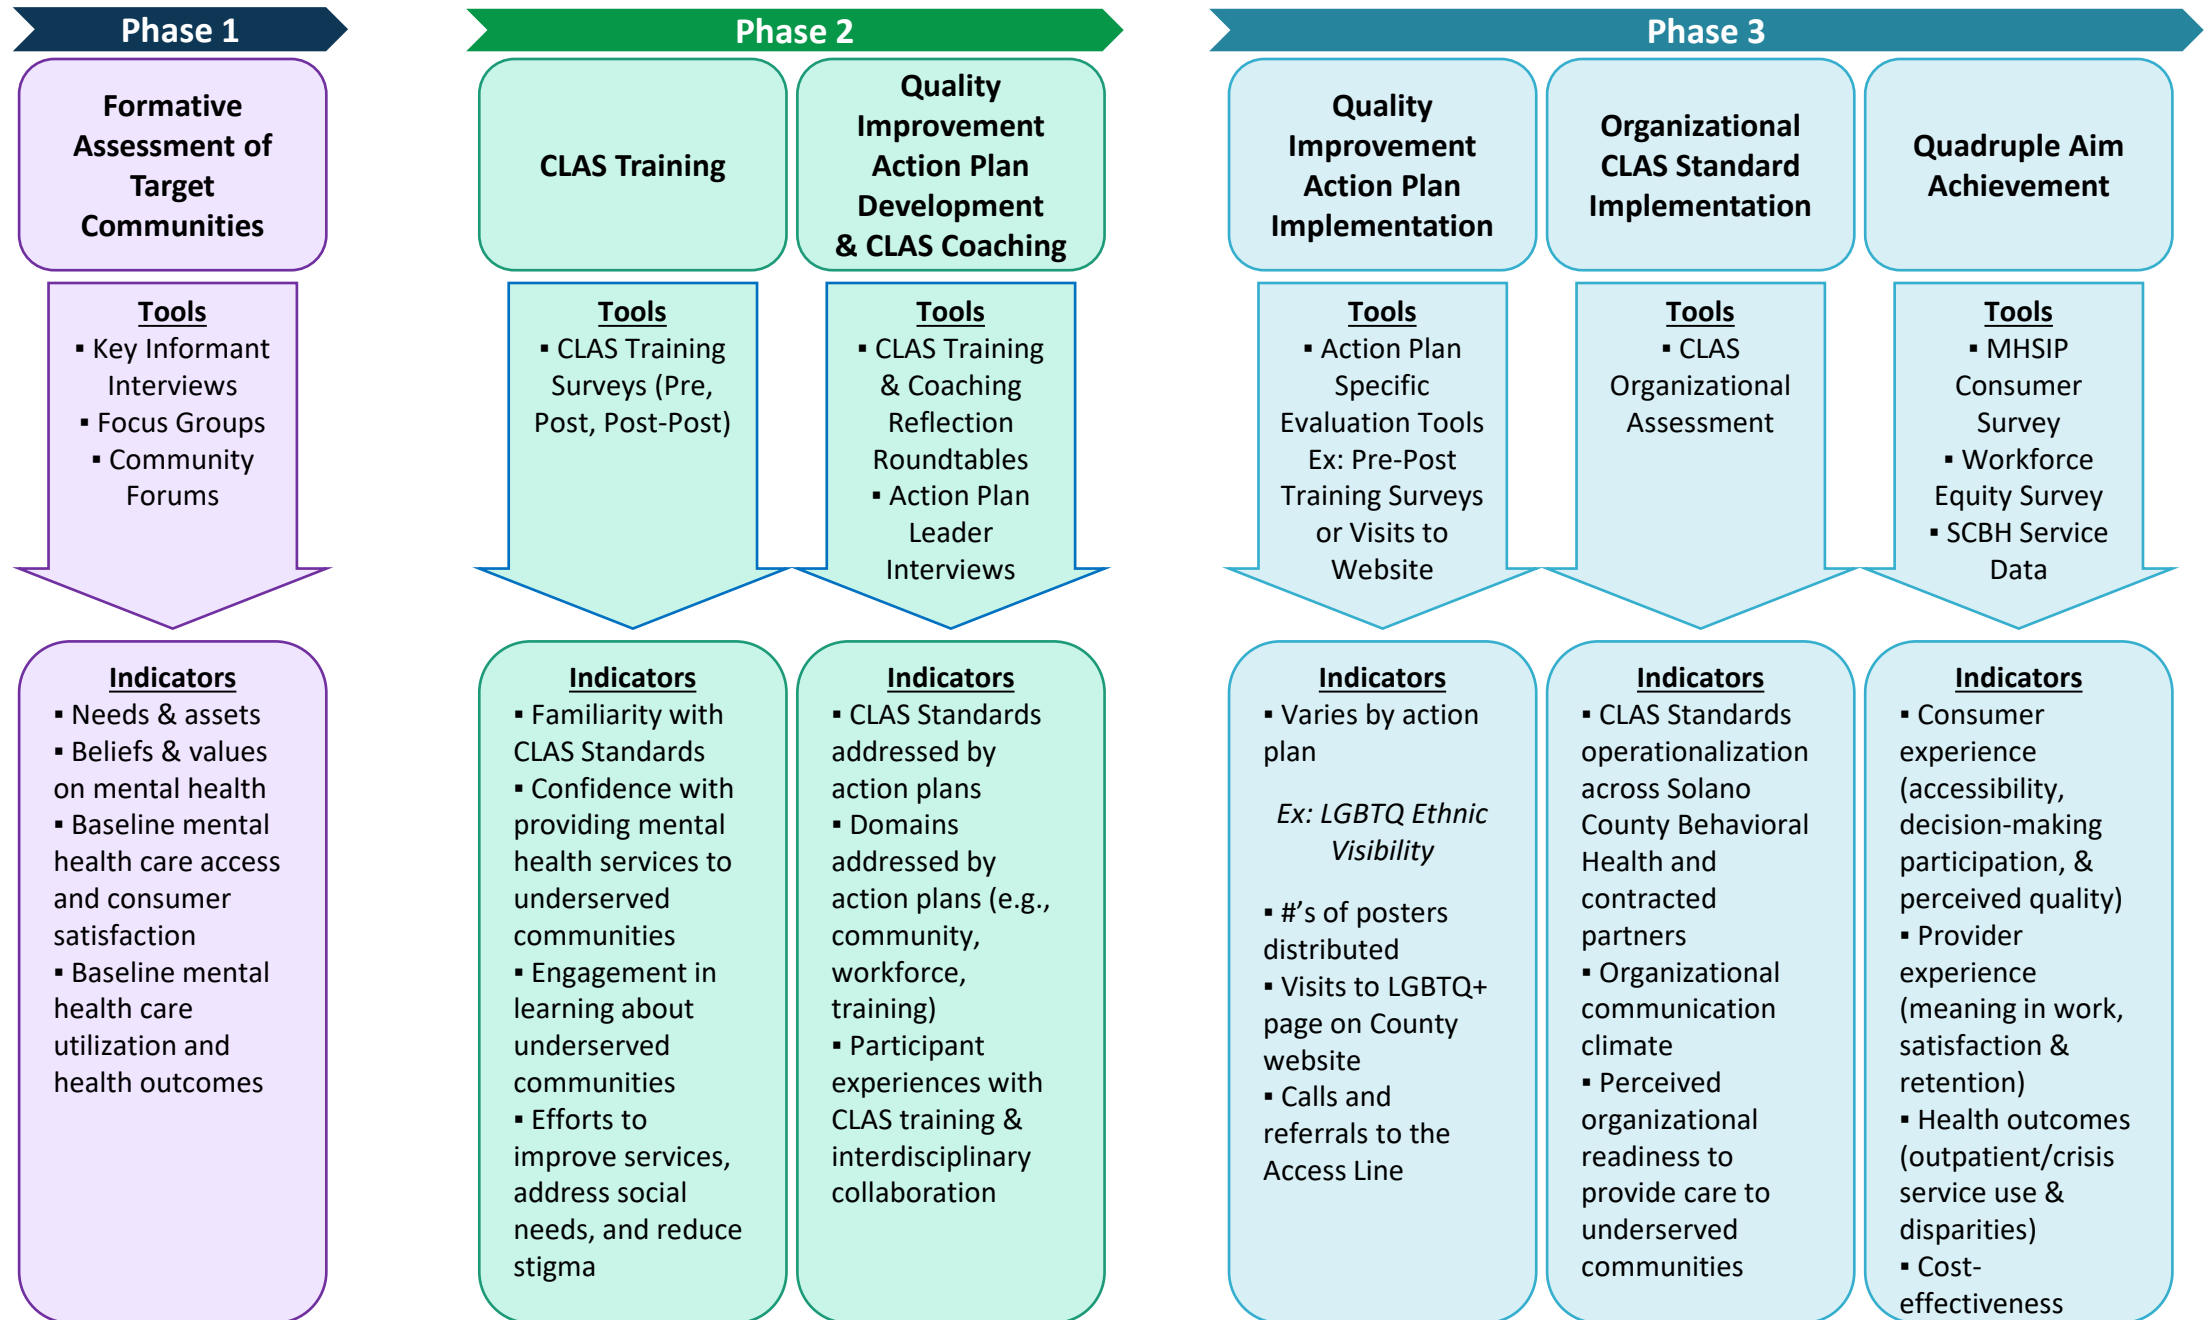 Phase 1
Formative
Assessment of
Target
Communities
Tools
▪ Key Informant
Interviews
▪ Focus Groups
▪ Community
Forums
Indicators
▪ Needs & assets
▪ Beliefs & values
on mental health
▪ Baseline mental
health care access
and consumer
satisfaction
▪ Baseline mental
health care
utilization and
health outcomes
Phase 2
CLAS Training
Tools
▪ CLAS Training
Surveys (Pre,
Post, Post-Post)
Indicators
▪ Familiarity with
CLAS Standards
▪ Confidence with
providing mental
health services to
underserved
communities
▪ Engagement in
learning about
underserved
communities
▪ Efforts to
improve services,
address social
needs, and reduce
stigma
Quality
Improvement
Action Plan
Development
& CLAS Coaching
Tools
▪ CLAS Training
& Coaching
Reflection
Roundtables
▪ Action Plan
Leader
Interviews
Indicators
▪ CLAS Standards
addressed by
action plans
▪ Domains
addressed by
action plans (e.g.,
community,
workforce,
training)
▪ Participant
experiences with
CLAS training &
interdisciplinary
collaboration
Phase 3
Quality
Improvement
Action Plan
Implementation
Tools
▪ Action Plan
Specific
Evaluation Tools
Ex: Pre-Post
Training Surveys
or Visits to
Website
Indicators
▪ Varies by action
plan
Ex: LGBTQ Ethnic
Visibility
▪ #'s of posters
distributed
▪ Visits to LGBTQ+
page on County
website
▪ Calls and
referrals to the
Access Line
Organizational
CLAS Standard
Implementation
Tools
▪ CLAS
Organizational
Assessment
Indicators
▪ CLAS Standards
operationalization
across Solano
County Behavioral
Health and
contracted
partners
▪ Organizational
communication
climate
▪ Perceived
organizational
readiness to
provide care to
underserved
communities
Quadruple Aim
Achievement
Tools
▪ MHSIP
Consumer
Survey
▪ Workforce
Equity Survey
▪ SCBH Service
Data
Indicators
▪ Consumer
experience
(accessibility,
decision-making
participation, &
perceived quality)
▪ Provider
experience
(meaning in work,
satisfaction &
retention)
▪ Health outcomes
(outpatient/crisis
service use &
disparities)
▪ Cost-
effectiveness